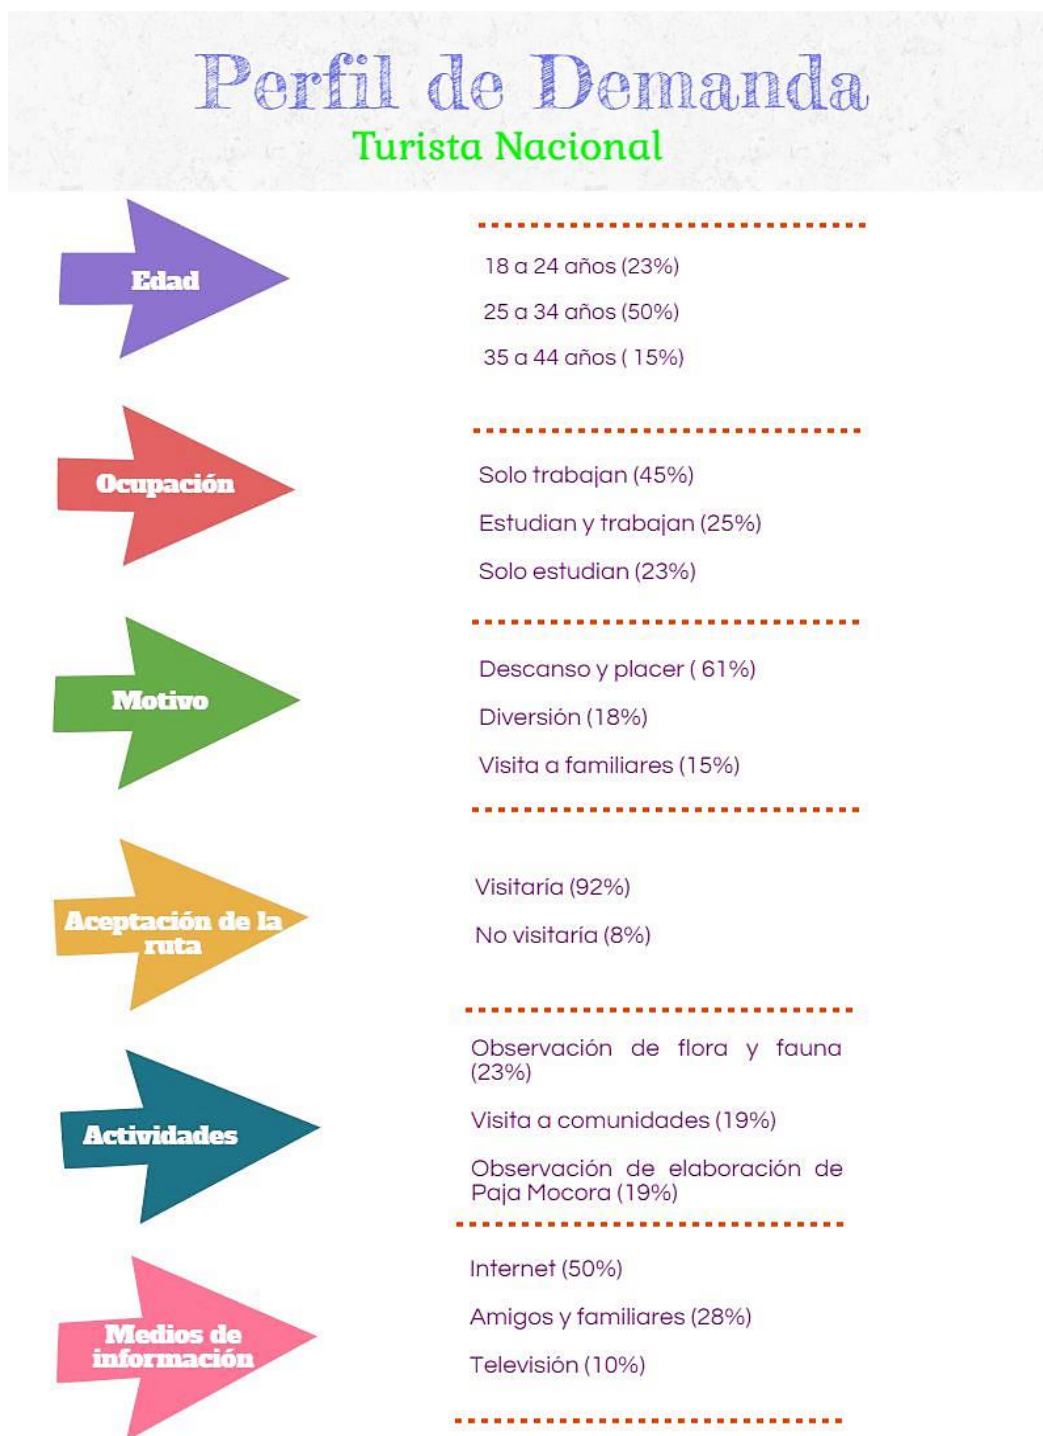 Perfil de Demanda
Turista Nacional
Edad
18 a 24 años (23%)
25 a 34 años (50%)
35 a 44 años ( 15%)
Ocupación
Solo trabajan (45%)
Estudian y trabajan (25%)
Solo estudian (23%)
Motivo
Descanso y placer ( 61%)
Diversión (18%)
Visita a familiares (15%)
Aceptación de la
ruta
Visitaría (92%)
No visitaría (8%)
Actividades
Observación de flora y fauna
(23%)
Visita a comunidades (19%)
Observación de elaboración de
Paja Mocora (19%)
Medios de
información
Internet (50%)
Amigos y familiares (28%)
Televisión (10%)